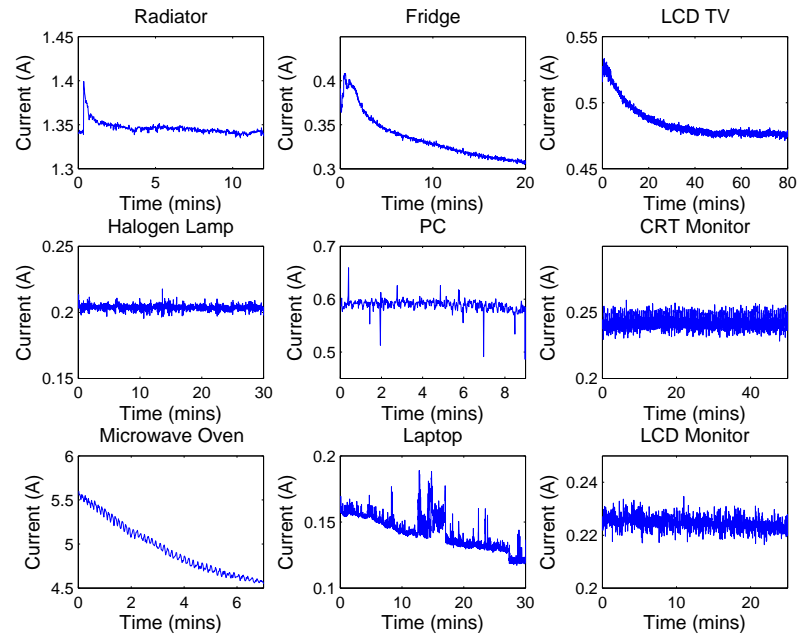 Radiator
1.45
1.4
1.35
1.3
Current (A)
0 5 10
Time (mins)
Fridge
0.4
0.35
0.3
Current (A)
0 10 20
Time (mins)
LCD TV
0.55
0.5
0.45
Current (A)
0 20 40 60 80
Time (mins)
Halogen Lamp
0.25
0.2
0.15
Current (A)
0 10 20 30
Time (mins)
PC
0.7
0.6
0.5
Current (A)
0 2 4 6 8
Time (mins)
CRT Monitor
0.25
0.2
Current (A)
0 20 40
Time (mins)
Microwave Oven
6
5.5
5
4.5
Current (A)
0 2 4 6
Time (mins)
Laptop
0.2
0.15
0.1
Current (A)
0 10 20 30
Time (mins)
LCD Monitor
0.24
0.22
0.2
Current (A)
0 20 40
Time (mins)